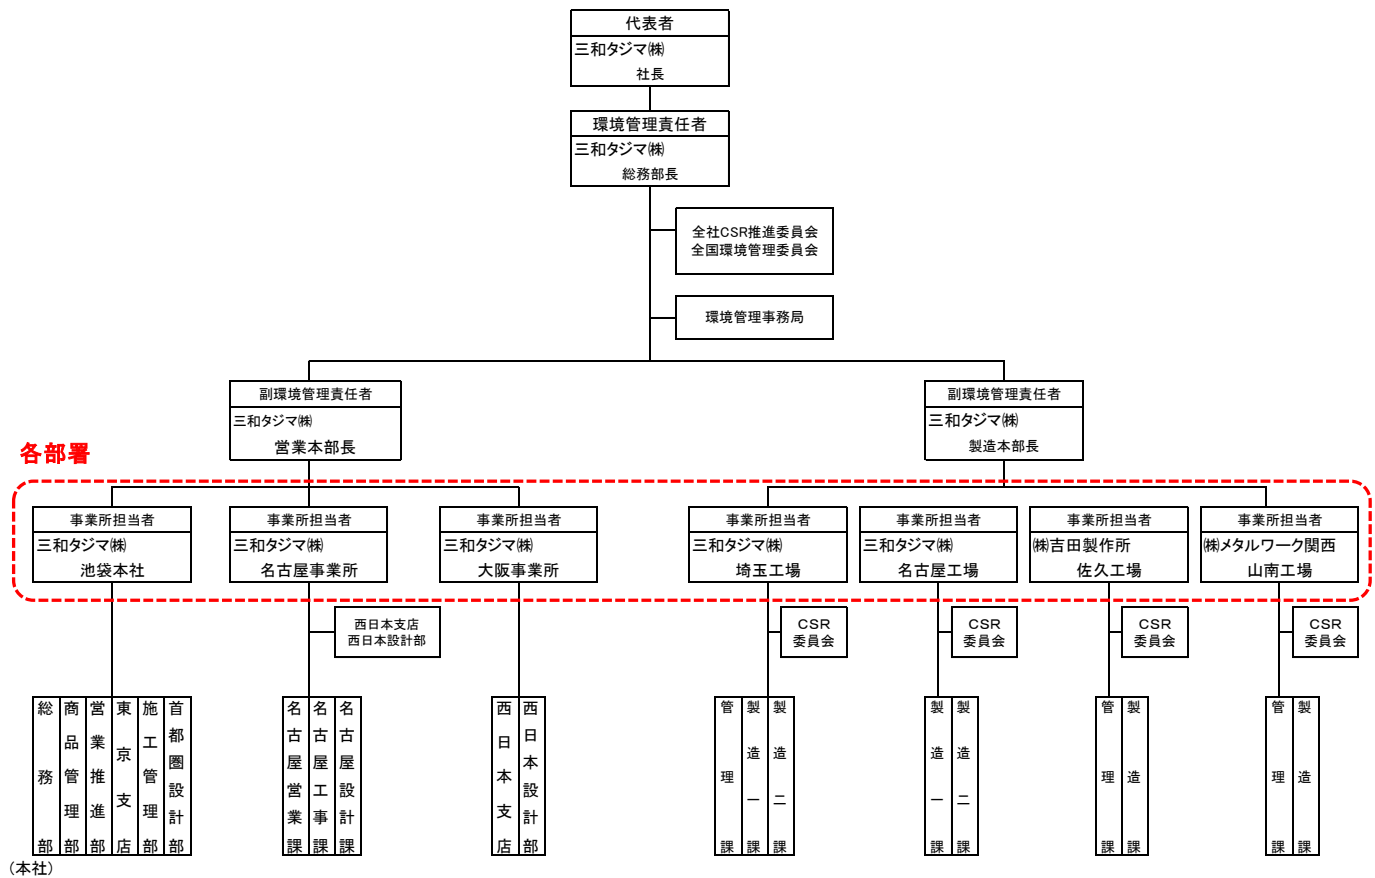 代表者
三和タジマ㈱
社長
環境管理責任者
三和タジマ㈱
総務部長
全社CSR推進委員会
全国環境管理委員会
環境管理事務局
副環境管理責任者
三和タジマ㈱
営業本部長
副環境管理責任者
三和タジマ㈱
製造本部長
各部署
事業所担当者
三和タジマ㈱
池袋本社
事業所担当者
三和タジマ㈱
名古屋事業所
事業所担当者
三和タジマ㈱
大阪事業所
事業所担当者
三和タジマ㈱
埼玉工場
事業所担当者
三和タジマ㈱
名古屋工場
事業所担当者
㈱吉田製作所
佐久工場
事業所担当者
㈱メタルワーク関西
山南工場
西日本支店
西日本設計部
CSR
委員会
CSR
委員会
CSR
委員会
CSR
委員会
総務部
商品管理部
営業推進部
東京支店
施工管理部
首都圏設計部
名古屋営業課
名古屋工事課
名古屋設計課
西日本支店
西日本設計部
管理課
製造一課
製造二課
製造一課
製造二課
管理課
製造課
管理課
製造課
（本社）